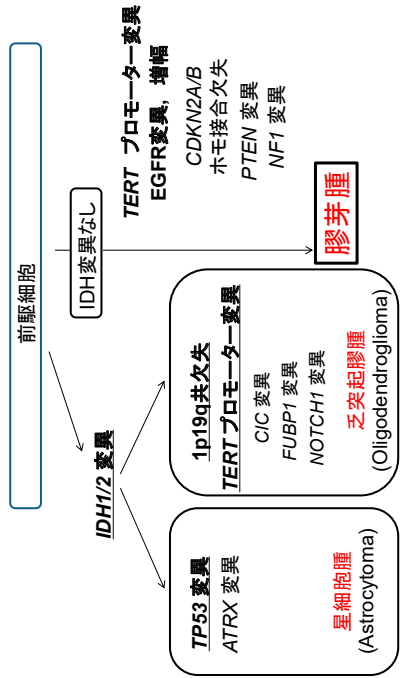 前駆細胞
IDH変異なし
IDH1/2 変異
TERT プロモーター変異
EGFR変異, 増幅
CDKN2A/B
ホモ接合欠失
PTEN 変異
NF1 変異
膠芽腫
TP53 変異
ATRX 変異
星細胞腫
(Astrocytoma)
1p19q共欠失
TERT プロモーター変異
CIC 変異
FUBP1 変異
NOTCH1 変異
乏突起膠腫
(Oligodendroglioma)